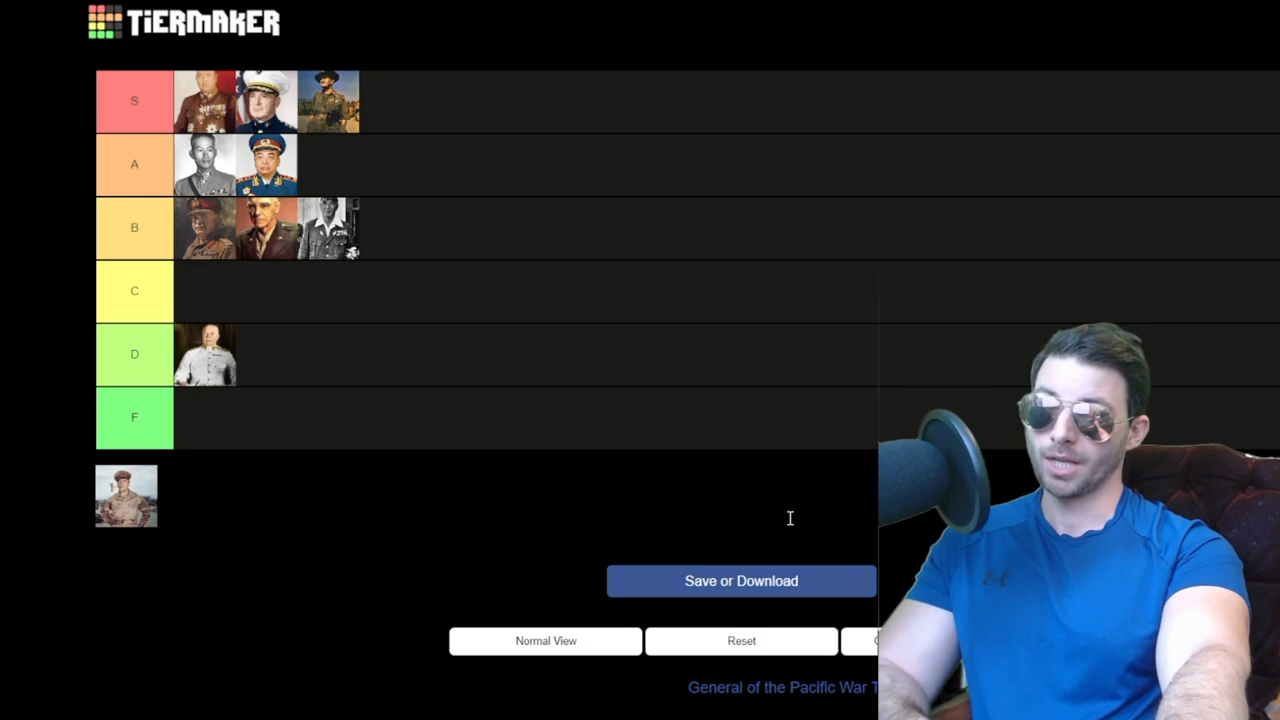 TiERMAKER
S
A
B
C
D
F
Save or Download
Normal View
Reset
General of the Pacific War